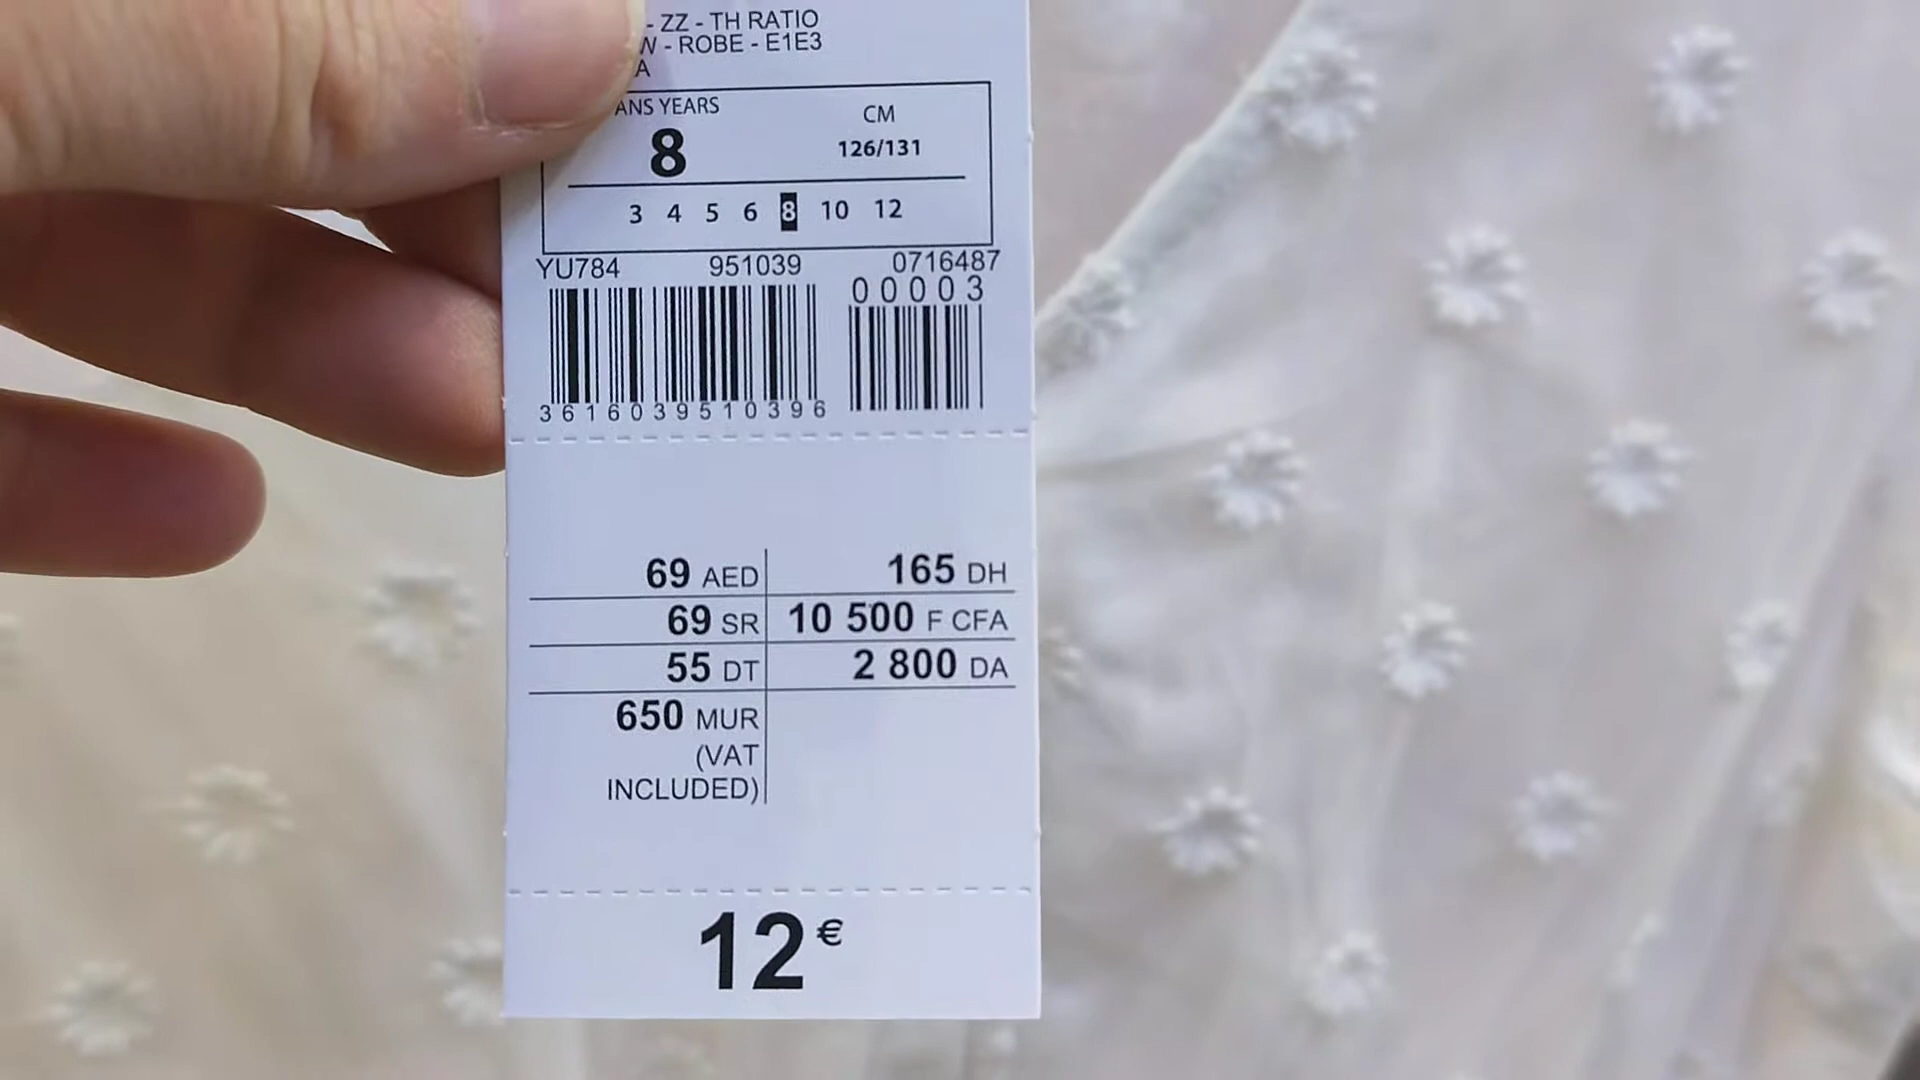 - ZZ - TH RATIO
W - ROBE - E1E3
A
ANS YEARS CM
8 126/131
3 4 5 6 8 10 12
YU784 951039 0716487
00003
3616039510396
69 AED 165 DH
69 SR 10 500 F CFA
55 DT 2 800 DA
650 MUR
(VAT
INCLUDED)
12 €